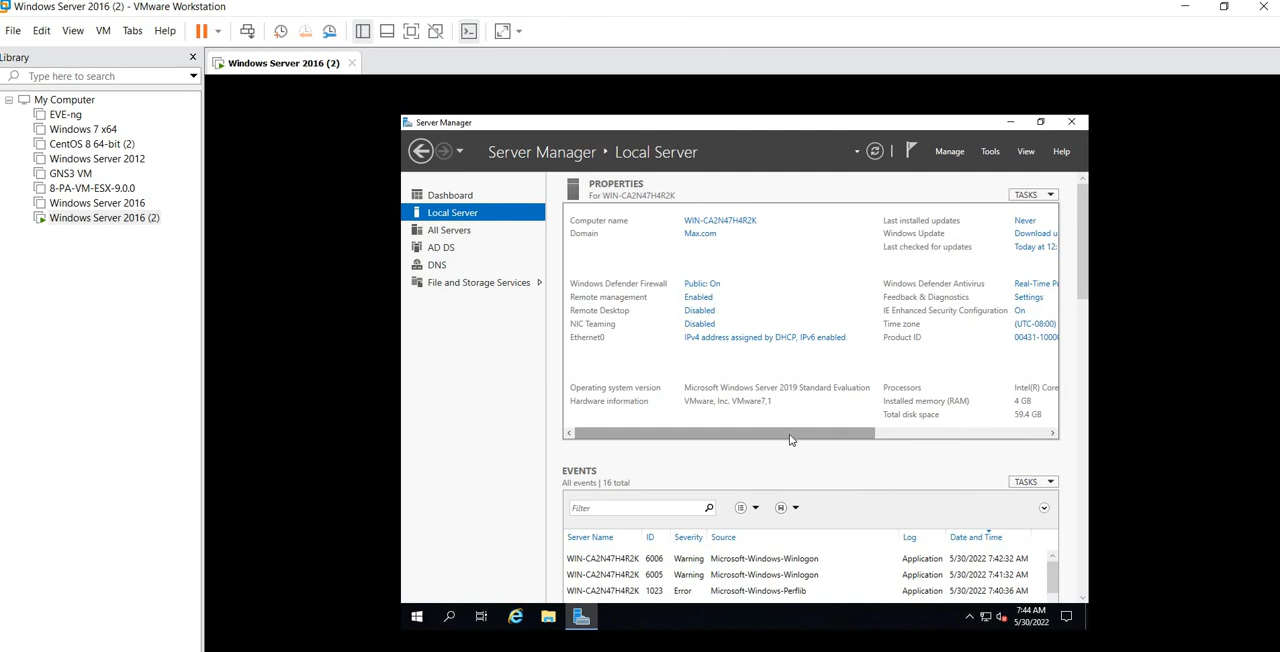 Windows Server 2016 (2) - VMware Workstation
File Edit View VM Tabs Help
Library
Type here to search
My Computer
EVE-ng
Windows 7 x64
CentOS 8 64-bit (2)
Windows Server 2012
GNS3 VM
8-PA-VM-ESX-9.0.0
Windows Server 2016
Windows Server 2016 (2)
Windows Server 2016 (2)
Server Manager
Server Manager • Local Server
Manage Tools View Help
Dashboard
Local Server
All Servers
AD DS
DNS
File and Storage Services
PROPERTIES
For WIN-CA2N47H4R2K
TASKS
Computer name WIN-CA2N47H4R2K Last installed updates Never
Domain Max.com Windows Update Download u
Last checked for updates Today at 12:
Windows Defender Firewall Public: On Windows Defender Antivirus Real-Time Pr
Remote management Enabled Feedback & Diagnostics Settings
Remote Desktop Disabled IE Enhanced Security Configuration On
NIC Teaming Disabled Time zone (UTC-08:00)
Ethernet0 IPv4 address assigned by DHCP, IPv6 enabled Product ID 00431-1000
Operating system version Microsoft Windows Server 2019 Standard Evaluation Processors Intel(R) Core
Hardware information VMware, Inc. VMware7,1 Installed memory (RAM) 4 GB
Total disk space 59.4 GB
EVENTS
All events | 16 total
TASKS
Filter
Server Name ID Severity Source Log Date and Time
WIN-CA2N47H4R2K 6006 Warning Microsoft-Windows-Winlogon Application 5/30/2022 7:42:32 AM
WIN-CA2N47H4R2K 6005 Warning Microsoft-Windows-Winlogon Application 5/30/2022 7:41:32 AM
WIN-CA2N47H4R2K 1023 Error Microsoft-Windows-Perflib Application 5/30/2022 7:40:36 AM
7:44 AM
5/30/2022